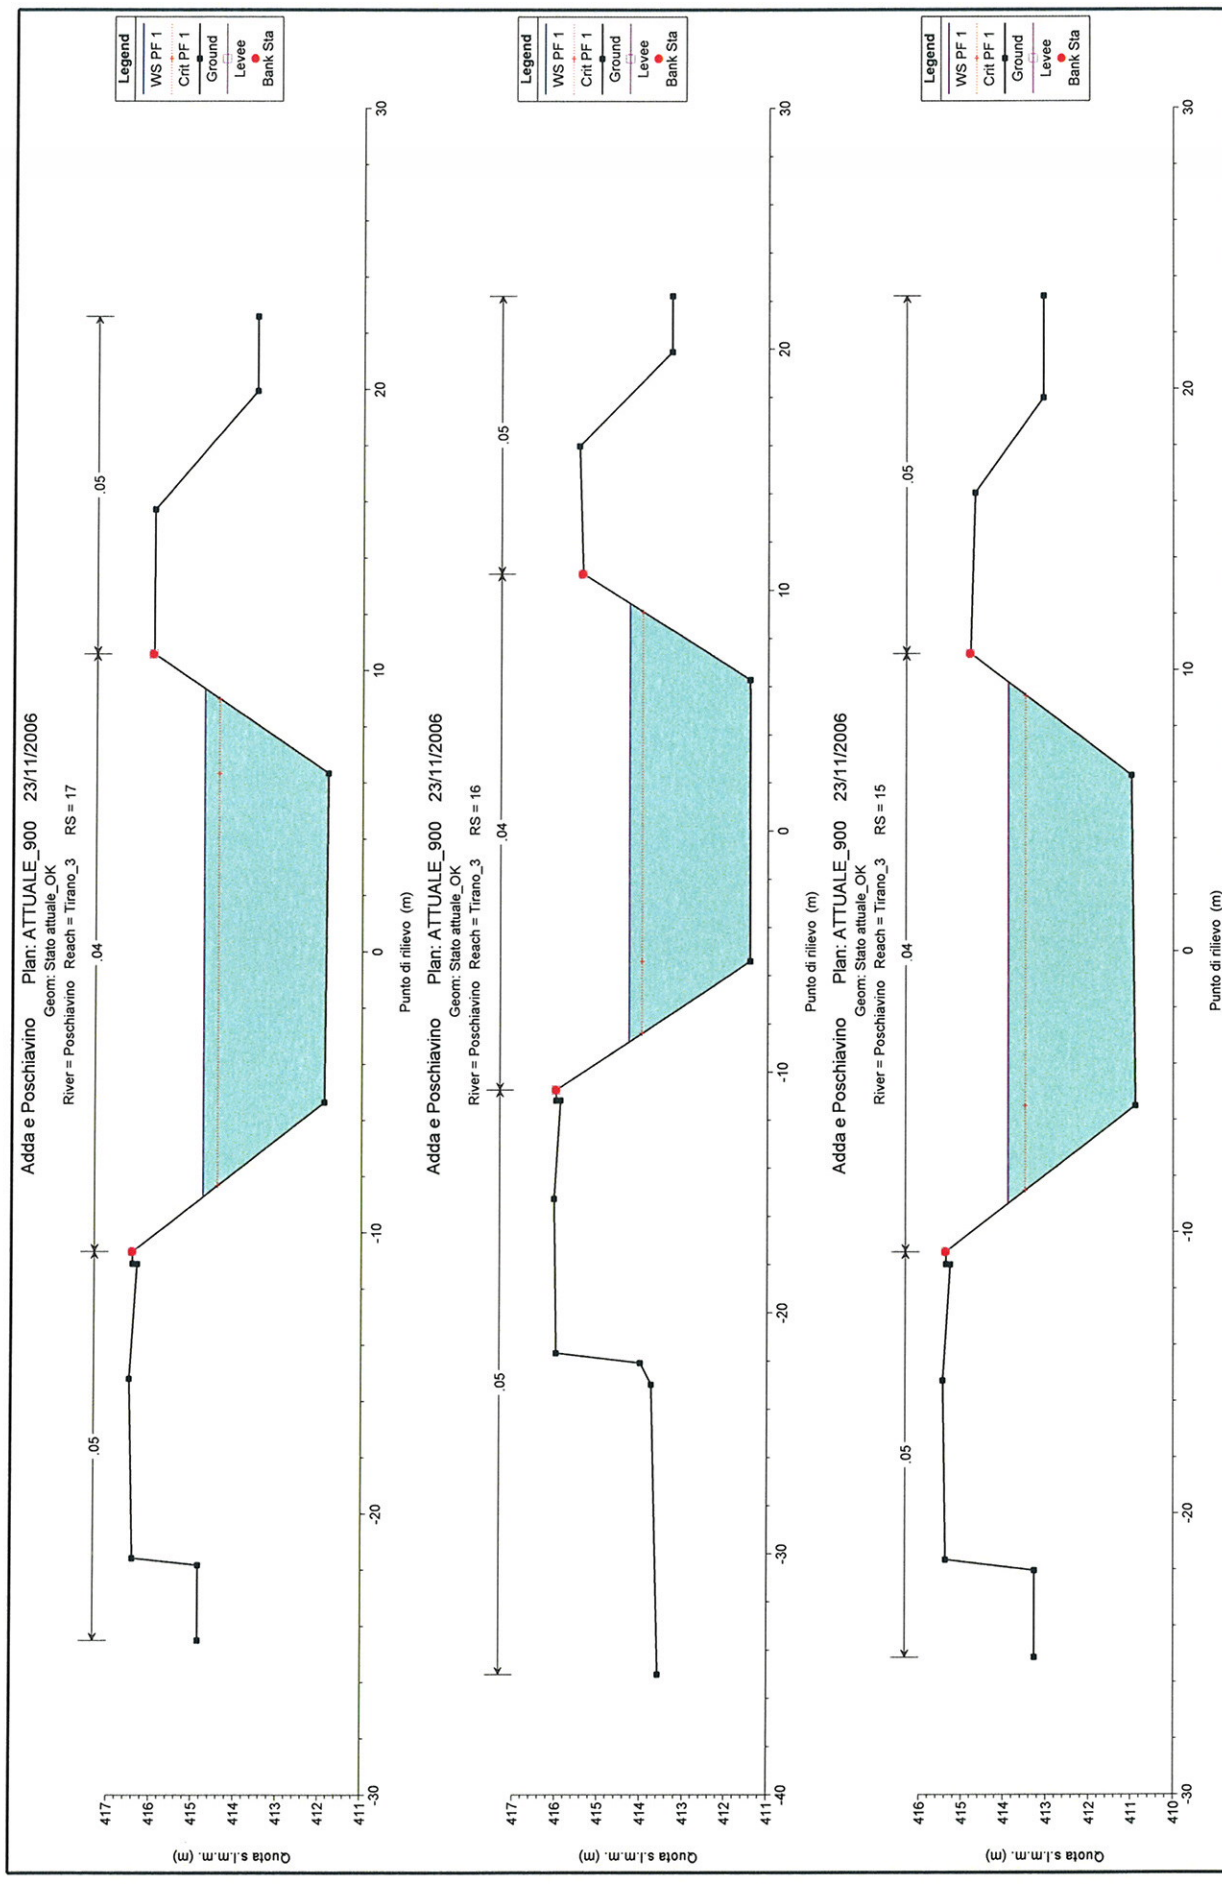 Adda e Poschiavino Plan: ATTUALE_900 23/11/2006
Geom: Stato attuale_OK
River = Poschiavino Reach = Tirano_3 RS = 17
.05
.04
.05
Legend
WS PF 1
Crit PF 1
Ground
Levee
Bank Sta
417
416
415
414
413
412
411
Quota s.l.m.m. (m)
-30
-20
-10
0
10
20
30
Punto di rilievo (m)
Adda e Poschiavino Plan: ATTUALE_900 23/11/2006
Geom: Stato attuale_OK
River = Poschiavino Reach = Tirano_3 RS = 16
.05
.04
.05
Legend
WS PF 1
Crit PF 1
Ground
Levee
Bank Sta
417
416
415
414
413
412
411
Quota s.l.m.m. (m)
-40
-30
-20
-10
0
10
20
30
Punto di rilievo (m)
Adda e Poschiavino Plan: ATTUALE_900 23/11/2006
Geom: Stato attuale_OK
River = Poschiavino Reach = Tirano_3 RS = 15
.05
.04
.05
Legend
WS PF 1
Crit PF 1
Ground
Levee
Bank Sta
416
415
414
413
412
411
410
Quota s.l.m.m. (m)
-30
-20
-10
0
10
20
30
Punto di rilievo (m)